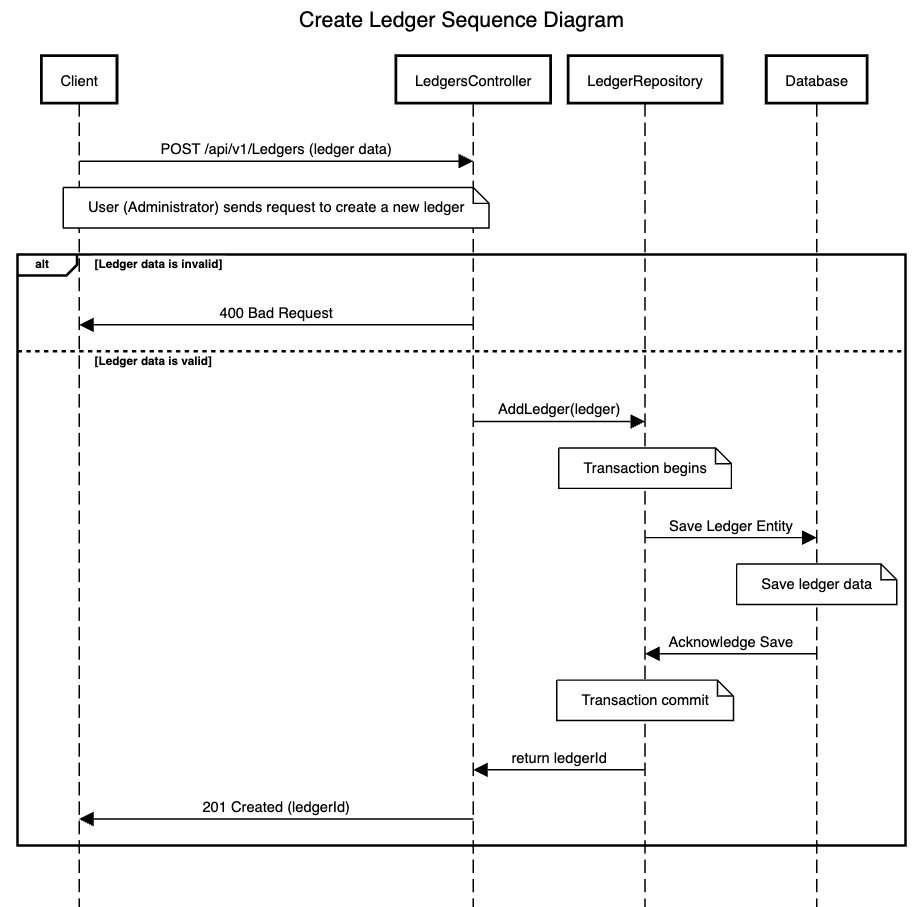 Create Ledger Sequence Diagram
Client
LedgersController
LedgerRepository
Database
POST /api/v1/Ledgers (ledger data)
User (Administrator) sends request to create a new ledger
alt
[Ledger data is invalid]
400 Bad Request
[Ledger data is valid]
AddLedger(ledger)
Transaction begins
Save Ledger Entity
Save ledger data
Acknowledge Save
Transaction commit
return ledgerId
201 Created (ledgerId)